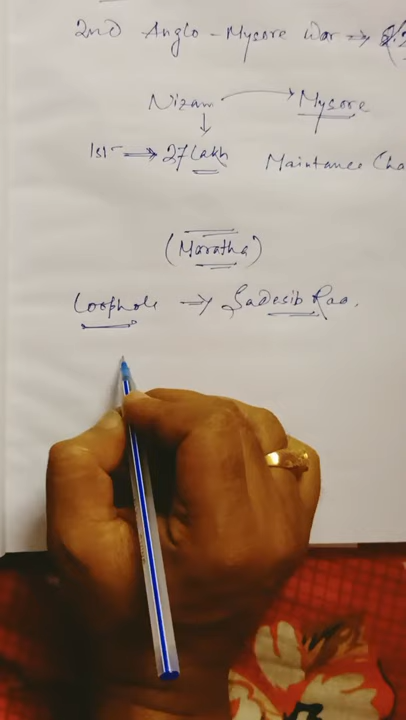 2ND Anglo - Mysore War ⇒
Nizam → Mysore
↓
1st ⇒ 27 Lakh Maintance Cha
(Maratha)
Loophole → Sadesib Rao.